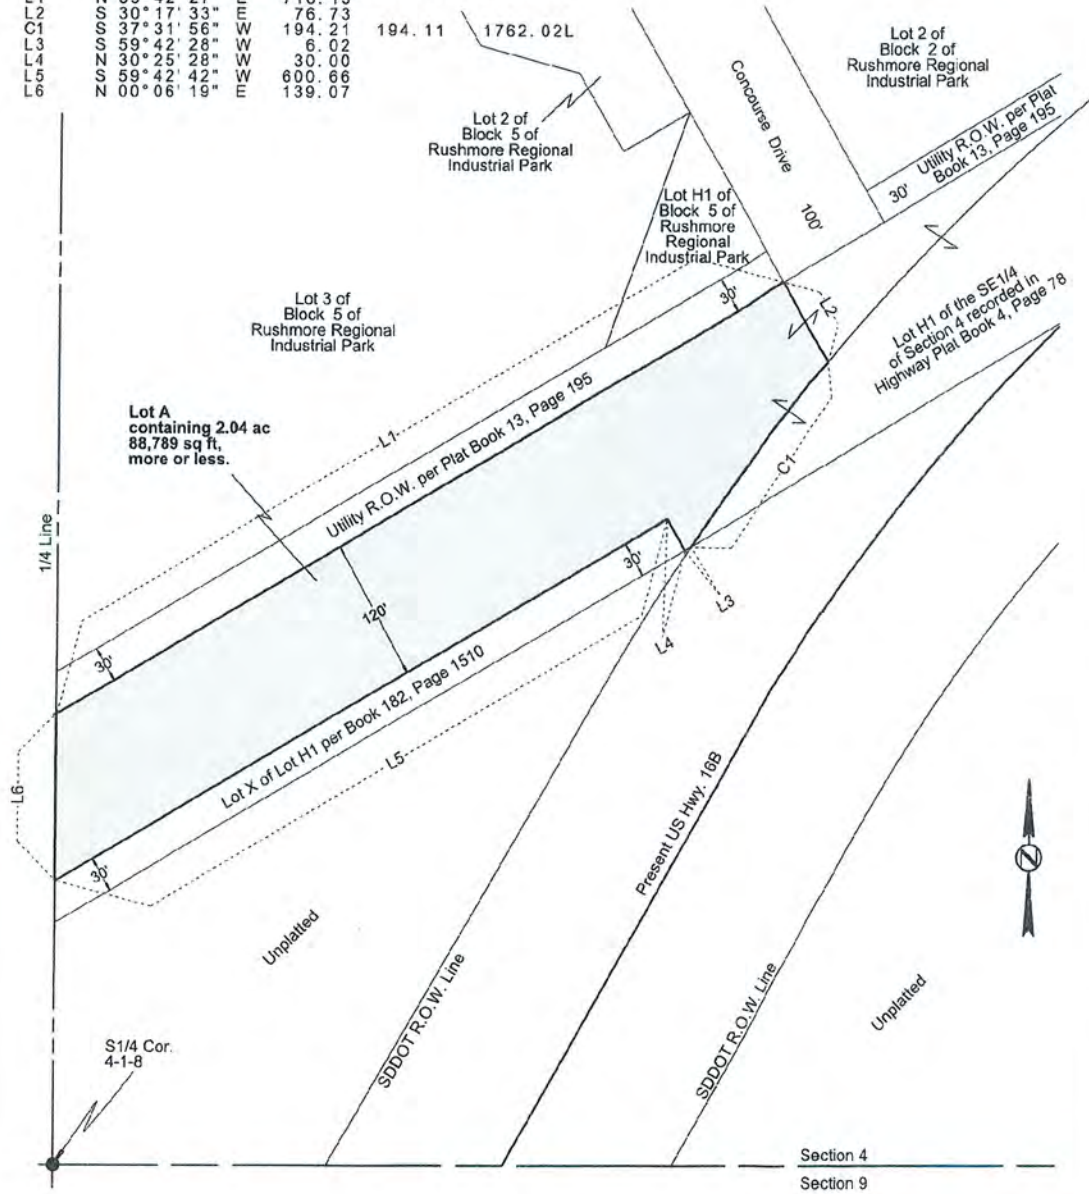 L2 S 30°17'33" E 76.73
C1 S 37°31'56" W 194.21 194.11 1762.02L
L3 S 59°42'28" W 6.02
L4 N 30°25'28" W 30.00
L5 S 59°42'42" W 600.66
L6 N 00°06'19" E 139.07
Lot 2 of
Block 2 of
Rushmore Regional
Industrial Park
Concourse Drive
100'
Utility R.O.W. per Plat
Book 13, Page 195
30'
Lot 2 of
Block 5 of
Rushmore Regional
Industrial Park
Lot H1 of
Block 5 of
Rushmore
Regional
Industrial Park
Lot H1 of the SE1/4
of Section 4 recorded in
Highway Plat Book 4, Page 78
Lot 3 of
Block 5 of
Rushmore Regional
Industrial Park
30'
L2
Lot A
containing 2.04 ac
88,789 sq ft,
more or less.
L1
Utility R.O.W. per Plat Book 13, Page 195
C1
1/4 Line
30'
120'
30'
L3
L4
Lot X of Lot H1 per Book 182, Page 1510
L5
L6
30'
Present US Hwy. 16B
N
Unplatted
SDDOT R.O.W. Line
SDDOT R.O.W. Line
Unplatted
S1/4 Cor.
4-1-8
Section 4
Section 9